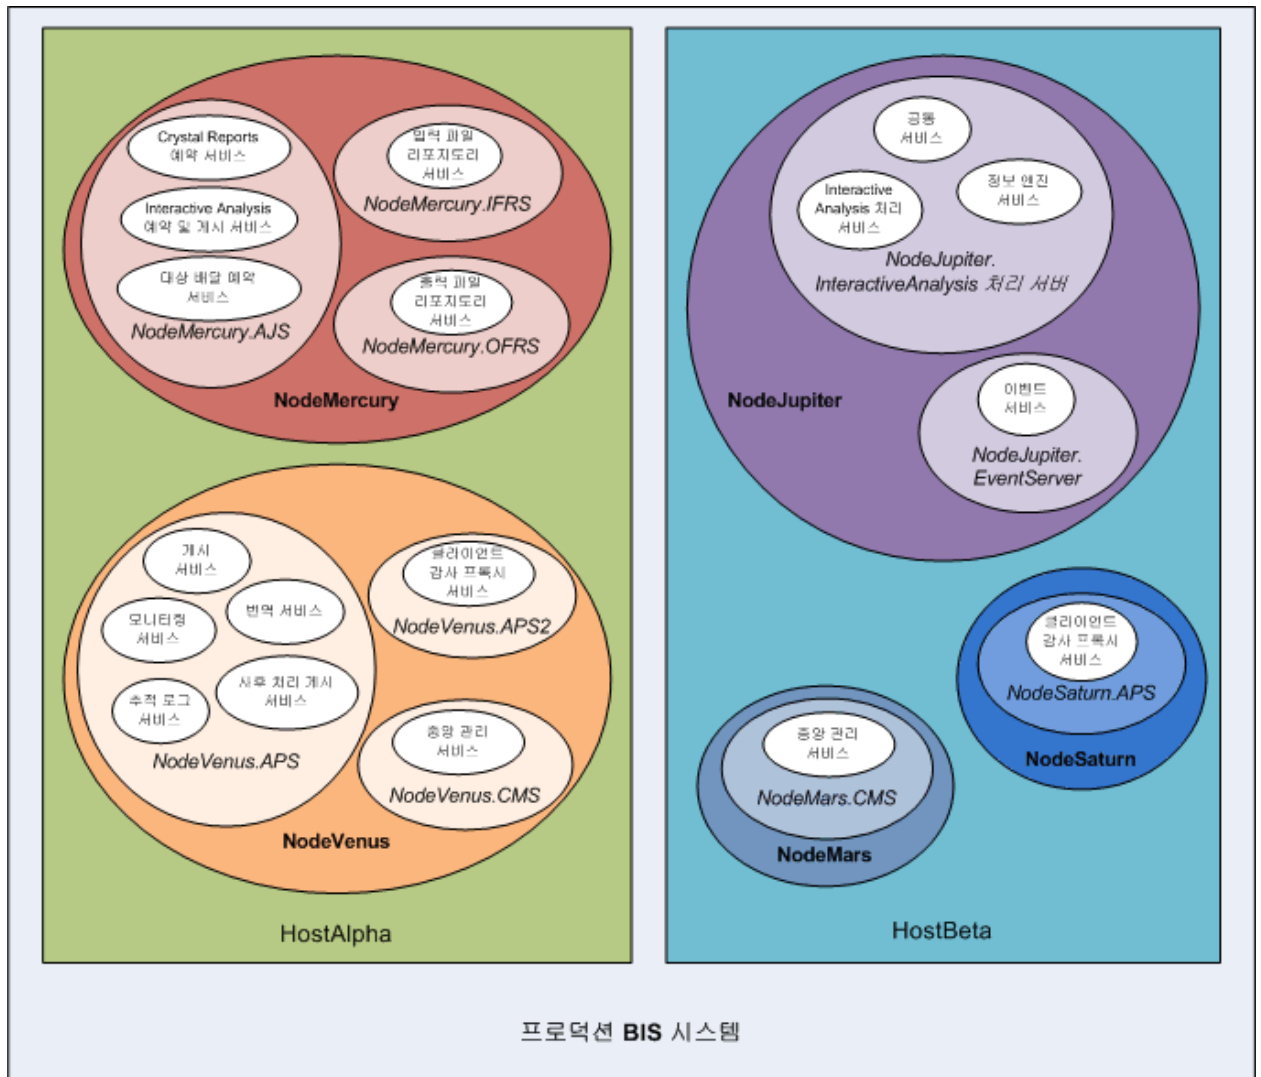 Crystal Reports
예약 서비스
Interactive Analysis
예약 및 게시 서비스
대상 배달 예약
서비스
NodeMercury.AJS
입력 파일
리포지토리
서비스
NodeMercury.IFRS
출력 파일
리포지토리
서비스
NodeMercury.OFRS
NodeMercury
게시
서비스
모니터링
서비스
번역 서비스
추적 로그
서비스
사후 처리 게시
서비스
NodeVenus.APS
클라이언트
감사 프록시
서비스
NodeVenus.APS2
중앙 관리
서비스
NodeVenus.CMS
NodeVenus
HostAlpha
공통
서비스
Interactive
Analysis 처리
서비스
정보 엔진
서비스
NodeJupiter.
InteractiveAnalysis 처리 서버
이벤트
서비스
NodeJupiter.
EventServer
NodeJupiter
클라이언트
감사 프록시
서비스
NodeSaturn.APS
NodeSaturn
중앙 관리
서비스
NodeMars.CMS
NodeMars
HostBeta
프로덕션 BIS 시스템